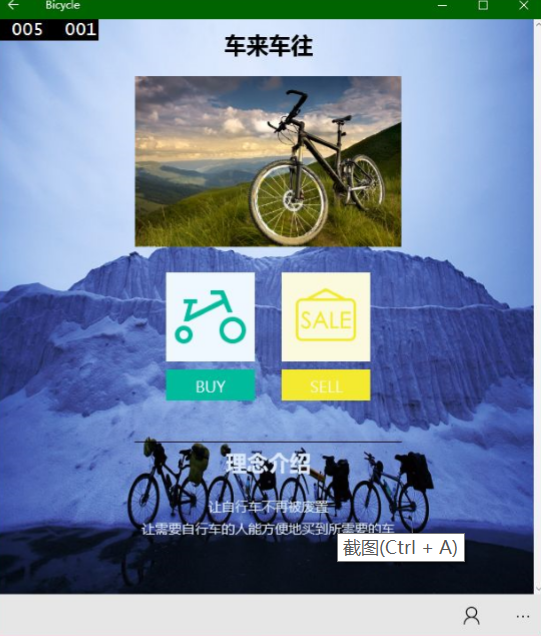 Bicycle
005 001
车来车往
SALE
BUY
SELL
理念介绍
让自行车不再被废置
让需要自行车的人能方便地买到所需要的车
截图(Ctrl + A)